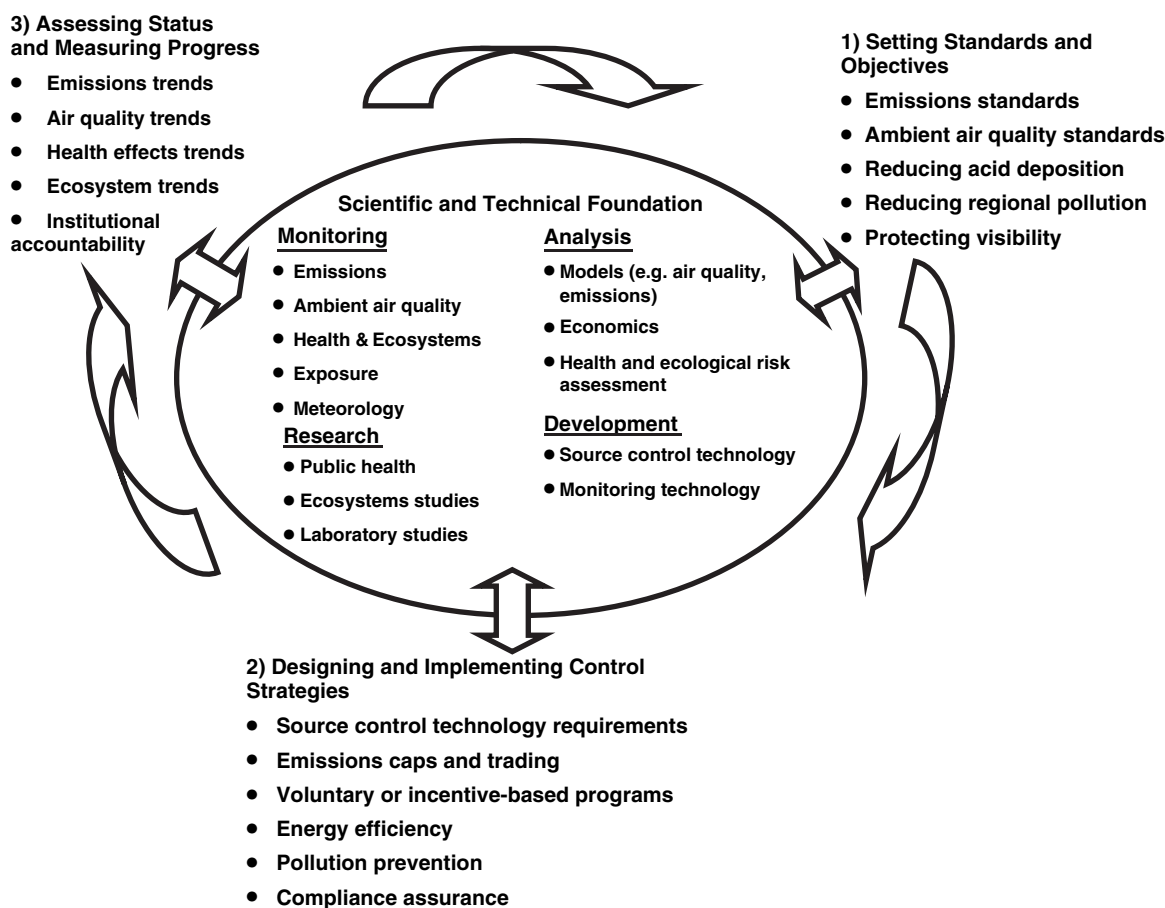 3) Assessing Status
and Measuring Progress
● Emissions trends
● Air quality trends
● Health effects trends
● Ecosystem trends
● Institutional
accountability
1) Setting Standards and
Objectives
● Emissions standards
● Ambient air quality standards
● Reducing acid deposition
● Reducing regional pollution
● Protecting visibility
Scientific and Technical Foundation
Monitoring
● Emissions
● Ambient air quality
● Health & Ecosystems
● Exposure
● Meteorology
Research
● Public health
● Ecosystems studies
● Laboratory studies
Analysis
● Models (e.g. air quality,
emissions)
● Economics
● Health and ecological risk
assessment
Development
● Source control technology
● Monitoring technology
2) Designing and Implementing Control
Strategies
● Source control technology requirements
● Emissions caps and trading
● Voluntary or incentive-based programs
● Energy efficiency
● Pollution prevention
● Compliance assurance